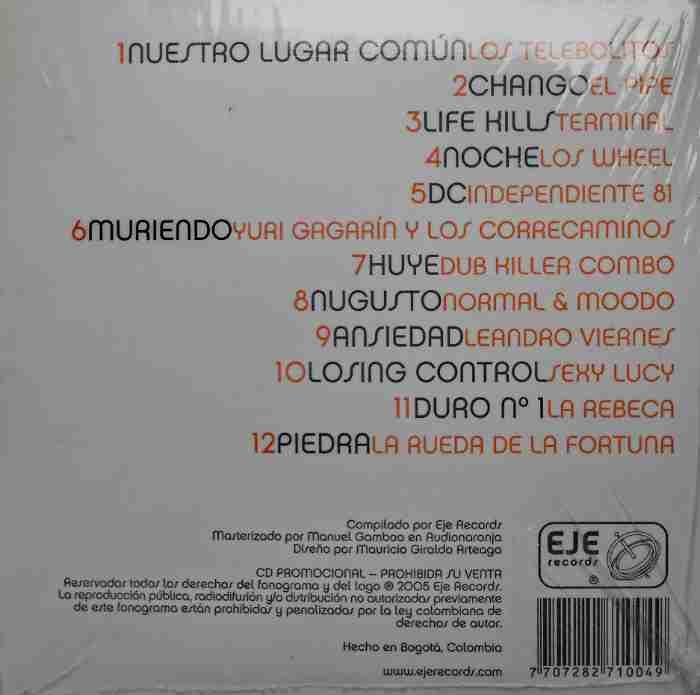 1NUESTRO LUGAR COMÚNLOS TELEBOLITOS
2CHANGOEL PIPE
3LIFE KILLSTERMINAL
4NOCHELOS WHEEL
5DCINDEPENDIENTE 81
6MURIENDOYURI GAGARÍN Y LOS CORRECAMINOS
7HUYEDUB KILLER COMBO
8NUGUSTONORMAL & MOODO
9ANSIEDADLEANDRO VIERNES
10LOSING CONTROLSEXY LUCY
11DURO Nº 1LA REBECA
12PIEDRALA RUEDA DE LA FORTUNA
Compilado por Eje Records
Masterizado por Manuel Gamboa en Audionaranja
Diseño por Mauricio Giraldo Arteaga
CD PROMOCIONAL – PROHIBIDA SU VENTA
Reservados todos los derechos del fonograma y del logo ® 2005 Eje Records.
La reproducción pública, radiodifusión y/o distribución no autorizadas previamente
de este fonograma están prohibidas y penalizadas por la ley colombiana de
derechos de autor.
Hecho en Bogotá, Colombia
www.ejerecords.com
EJE
records
®
7 707282 710049